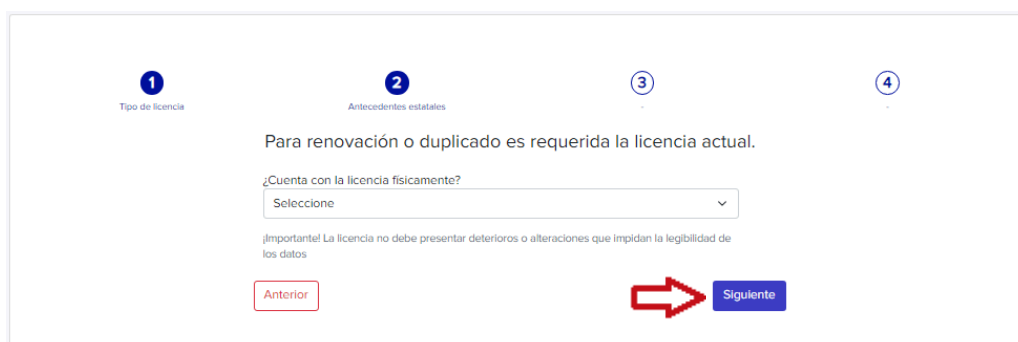 1 2 3 4
Tipo de licencia Antecedentes estatales - -
Para renovación o duplicado es requerida la licencia actual.
¿Cuenta con la licencia físicamente?
Seleccione
¡Importante! La licencia no debe presentar deterioros o alteraciones que impidan la legibilidad de
los datos
Anterior Siguiente